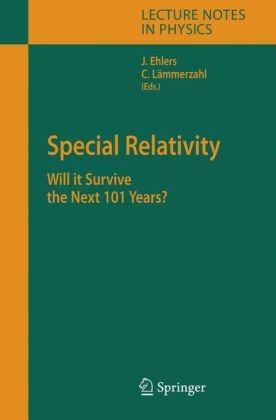 LECTURE NOTES
IN PHYSICS
J. Ehlers
C. Lämmerzahl
(Eds.)
Special Relativity
Will it Survive
the Next 101 Years?
Springer